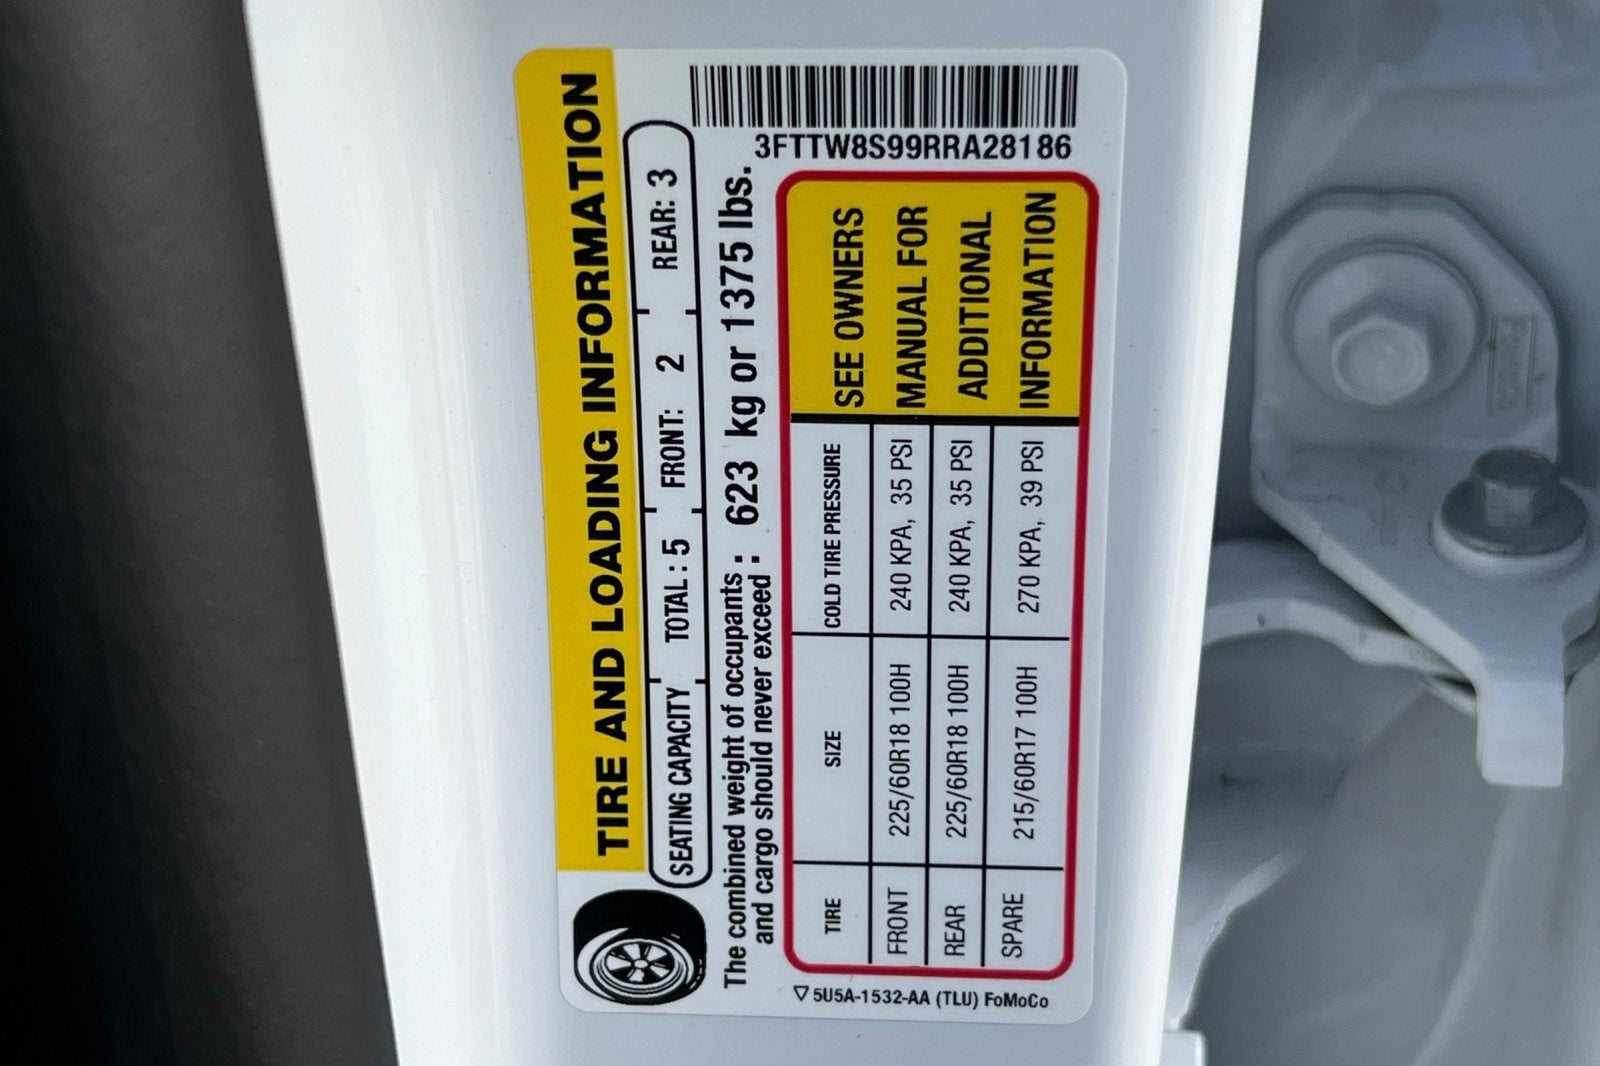 3FTTW8S99RRA28186
TIRE AND LOADING INFORMATION
SEATING CAPACITY TOTAL : 5 FRONT: 2 REAR: 3
The combined weight of occupants : 
and cargo should never exceed : 623 kg or 1375 lbs.
TIRE SIZE COLD TIRE PRESSURE
FRONT 225/60R18 100H 240 KPA, 35 PSI
REAR 225/60R18 100H 240 KPA, 35 PSI
SPARE 215/60R17 100H 270 KPA, 39 PSI
SEE OWNERS
MANUAL FOR
ADDITIONAL
INFORMATION
▽ 5U5A-1532-AA (TLU) FoMoCo